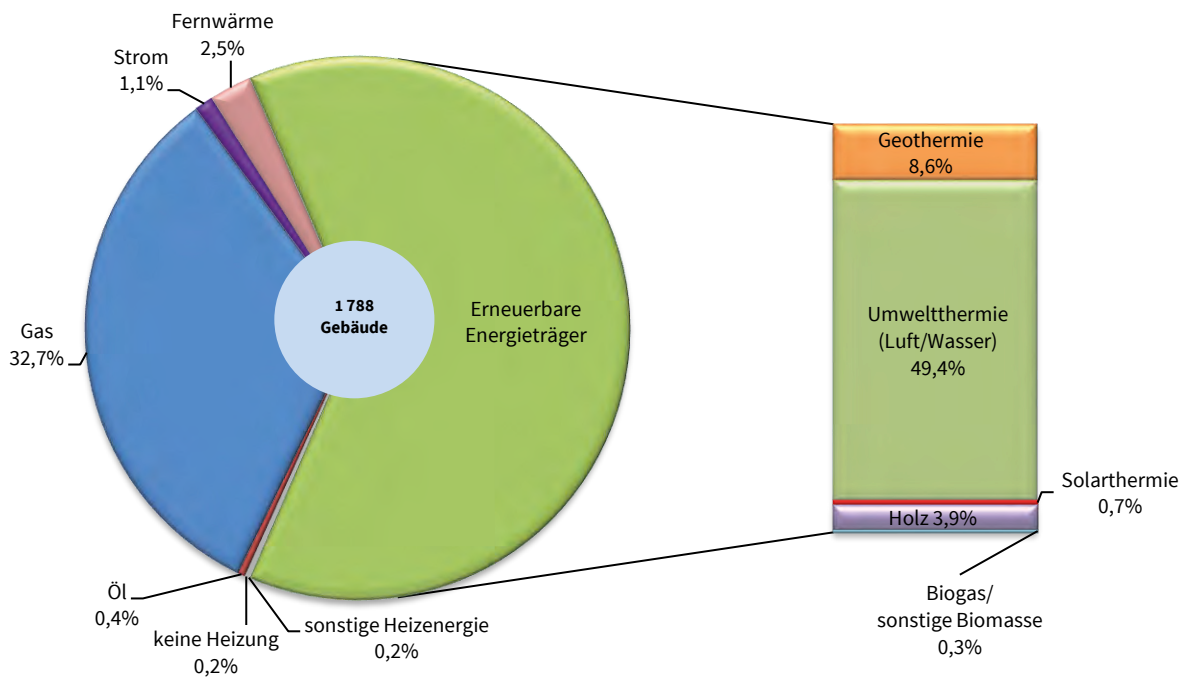 Fernwärme
2,5%
Strom
1,1%
Gas
32,7%
1 788
Gebäude
Erneuerbare
Energieträger
Öl
0,4%
keine Heizung
0,2%
sonstige Heizenergie
0,2%
Geothermie
8,6%
Umweltthermie
(Luft/Wasser)
49,4%
Solarthermie
0,7%
Holz 3,9%
Biogas/
sonstige Biomasse
0,3%